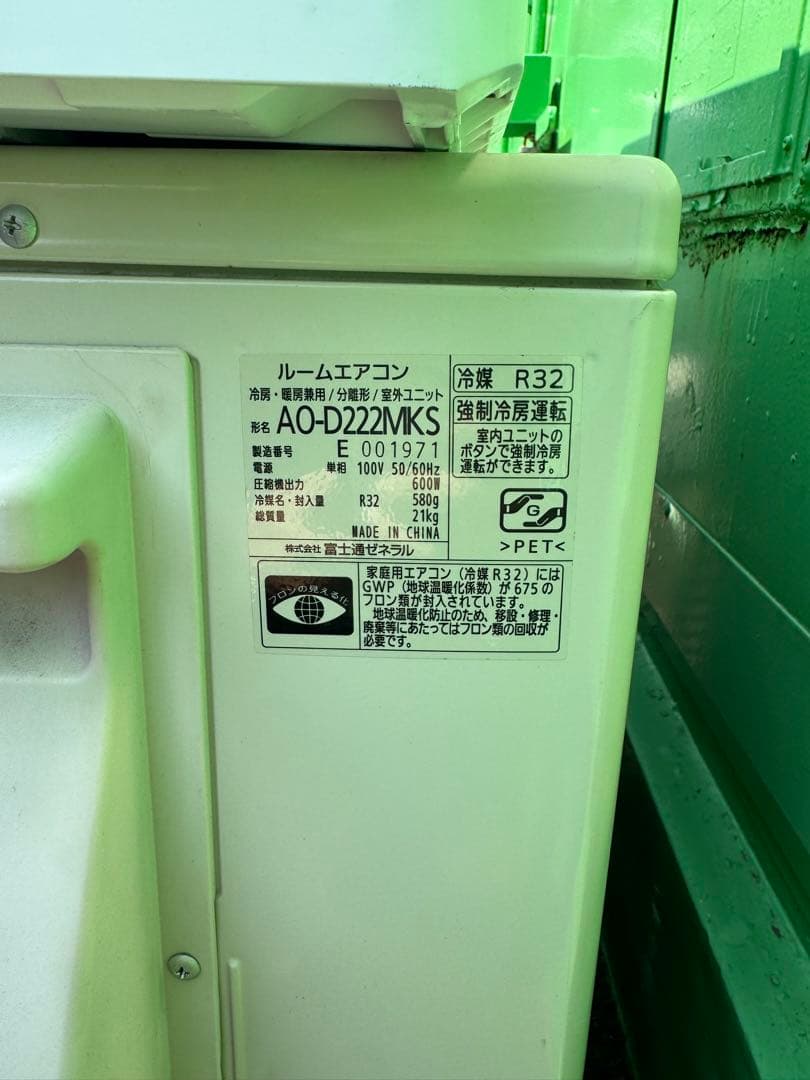 ルームエアコン
冷房・暖房兼用/分離形/室外ユニット
形名 AO-D222MKS
製造番号 E 001971
電源 単相 100V 50/60Hz
圧縮機出力 600W
冷媒名・封入量 R32 580g
総質量 21kg
MADE IN CHINA
株式会社 富士通ゼネラル
冷媒 R32
強制冷房運転
室内ユニットの
ボタンで強制冷房
運転ができます。
G
>PET<
フロンの見える化
家庭用エアコン(冷媒R32)には
GWP(地球温暖化係数)が675の
フロン類が封入されています。
地球温暖化防止のため、移設・修理・
廃棄等にあたってはフロン類の回収が
必要です。